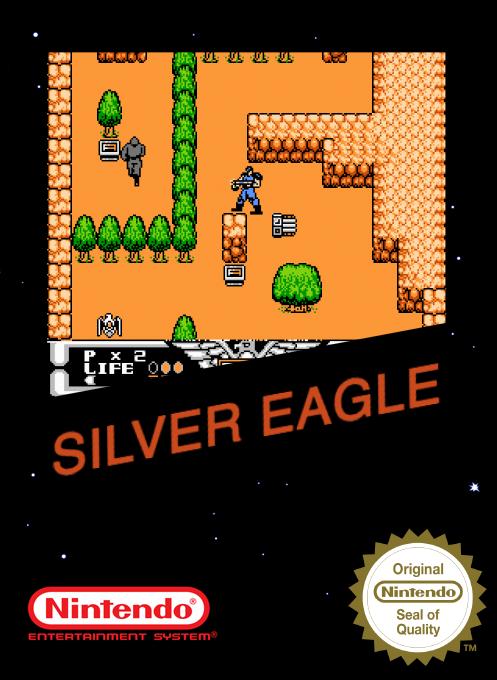 P x 2
LIFE
SILVER EAGLE
Nintendo®
ENTERTAINMENT SYSTEM®
Original
Nintendo
Seal of
Quality
TM